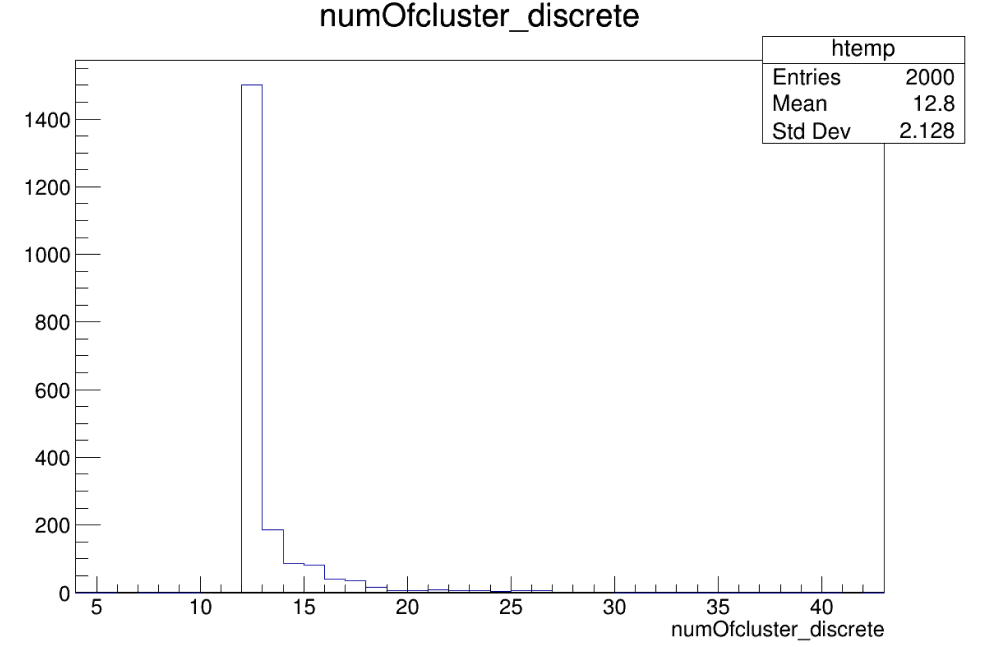 numOfcluster_discrete
htemp
Entries 2000
Mean 12.8
Std Dev 2.128
1400
1200
1000
800
600
400
200
0
5 10 15 20 25 30 35 40
numOfcluster_discrete